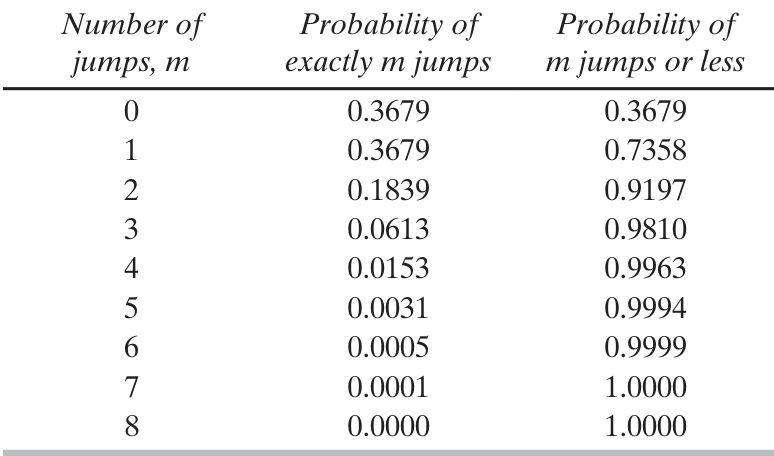 Number of Probability of Probability of
jumps, m exactly m jumps m jumps or less
0 0.3679 0.3679
1 0.3679 0.7358
2 0.1839 0.9197
3 0.0613 0.9810
4 0.0153 0.9963
5 0.0031 0.9994
6 0.0005 0.9999
7 0.0001 1.0000
8 0.0000 1.0000